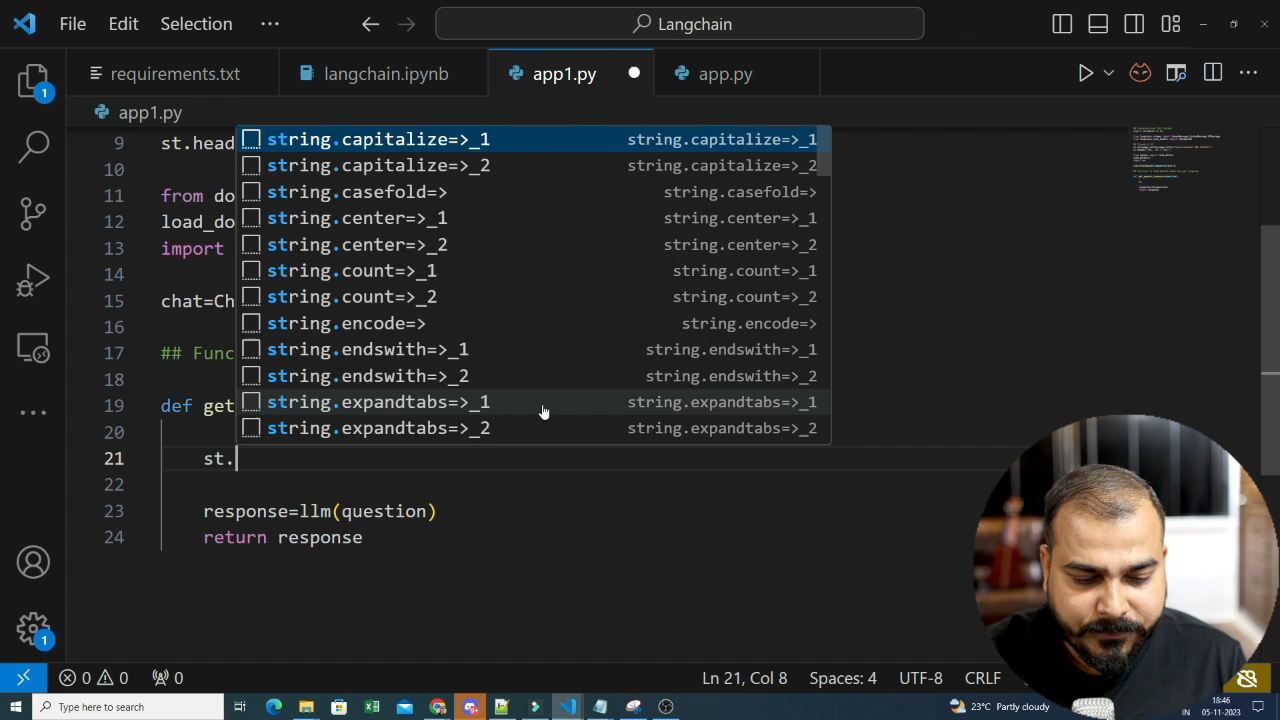 File Edit Selection ··· Langchain
requirements.txt langchain.ipynb app1.py app.py
app1.py
9 st.head
10
11 from do
12 load_do
13 import
14
15 chat=Ch
16
17 ## Func
18
19 def get
20
21 st.
22
23 response=llm(question)
24 return response
string.capitalize=>_1 string.capitalize=>_1
string.capitalize=>_2 string.capitalize=>_2
string.casefold=> string.casefold=>
string.center=>_1 string.center=>_1
string.center=>_2 string.center=>_2
string.count=>_1 string.count=>_1
string.count=>_2 string.count=>_2
string.encode=> string.encode=>
string.endswith=>_1 string.endswith=>_1
string.endswith=>_2 string.endswith=>_2
string.expandtabs=>_1 string.expandtabs=>_1
string.expandtabs=>_2 string.expandtabs=>_2
1
1
0 0 0 Ln 21, Col 8 Spaces: 4 UTF-8 CRLF
Type here to search 23°C Partly cloudy IN 18:46
05-11-2023